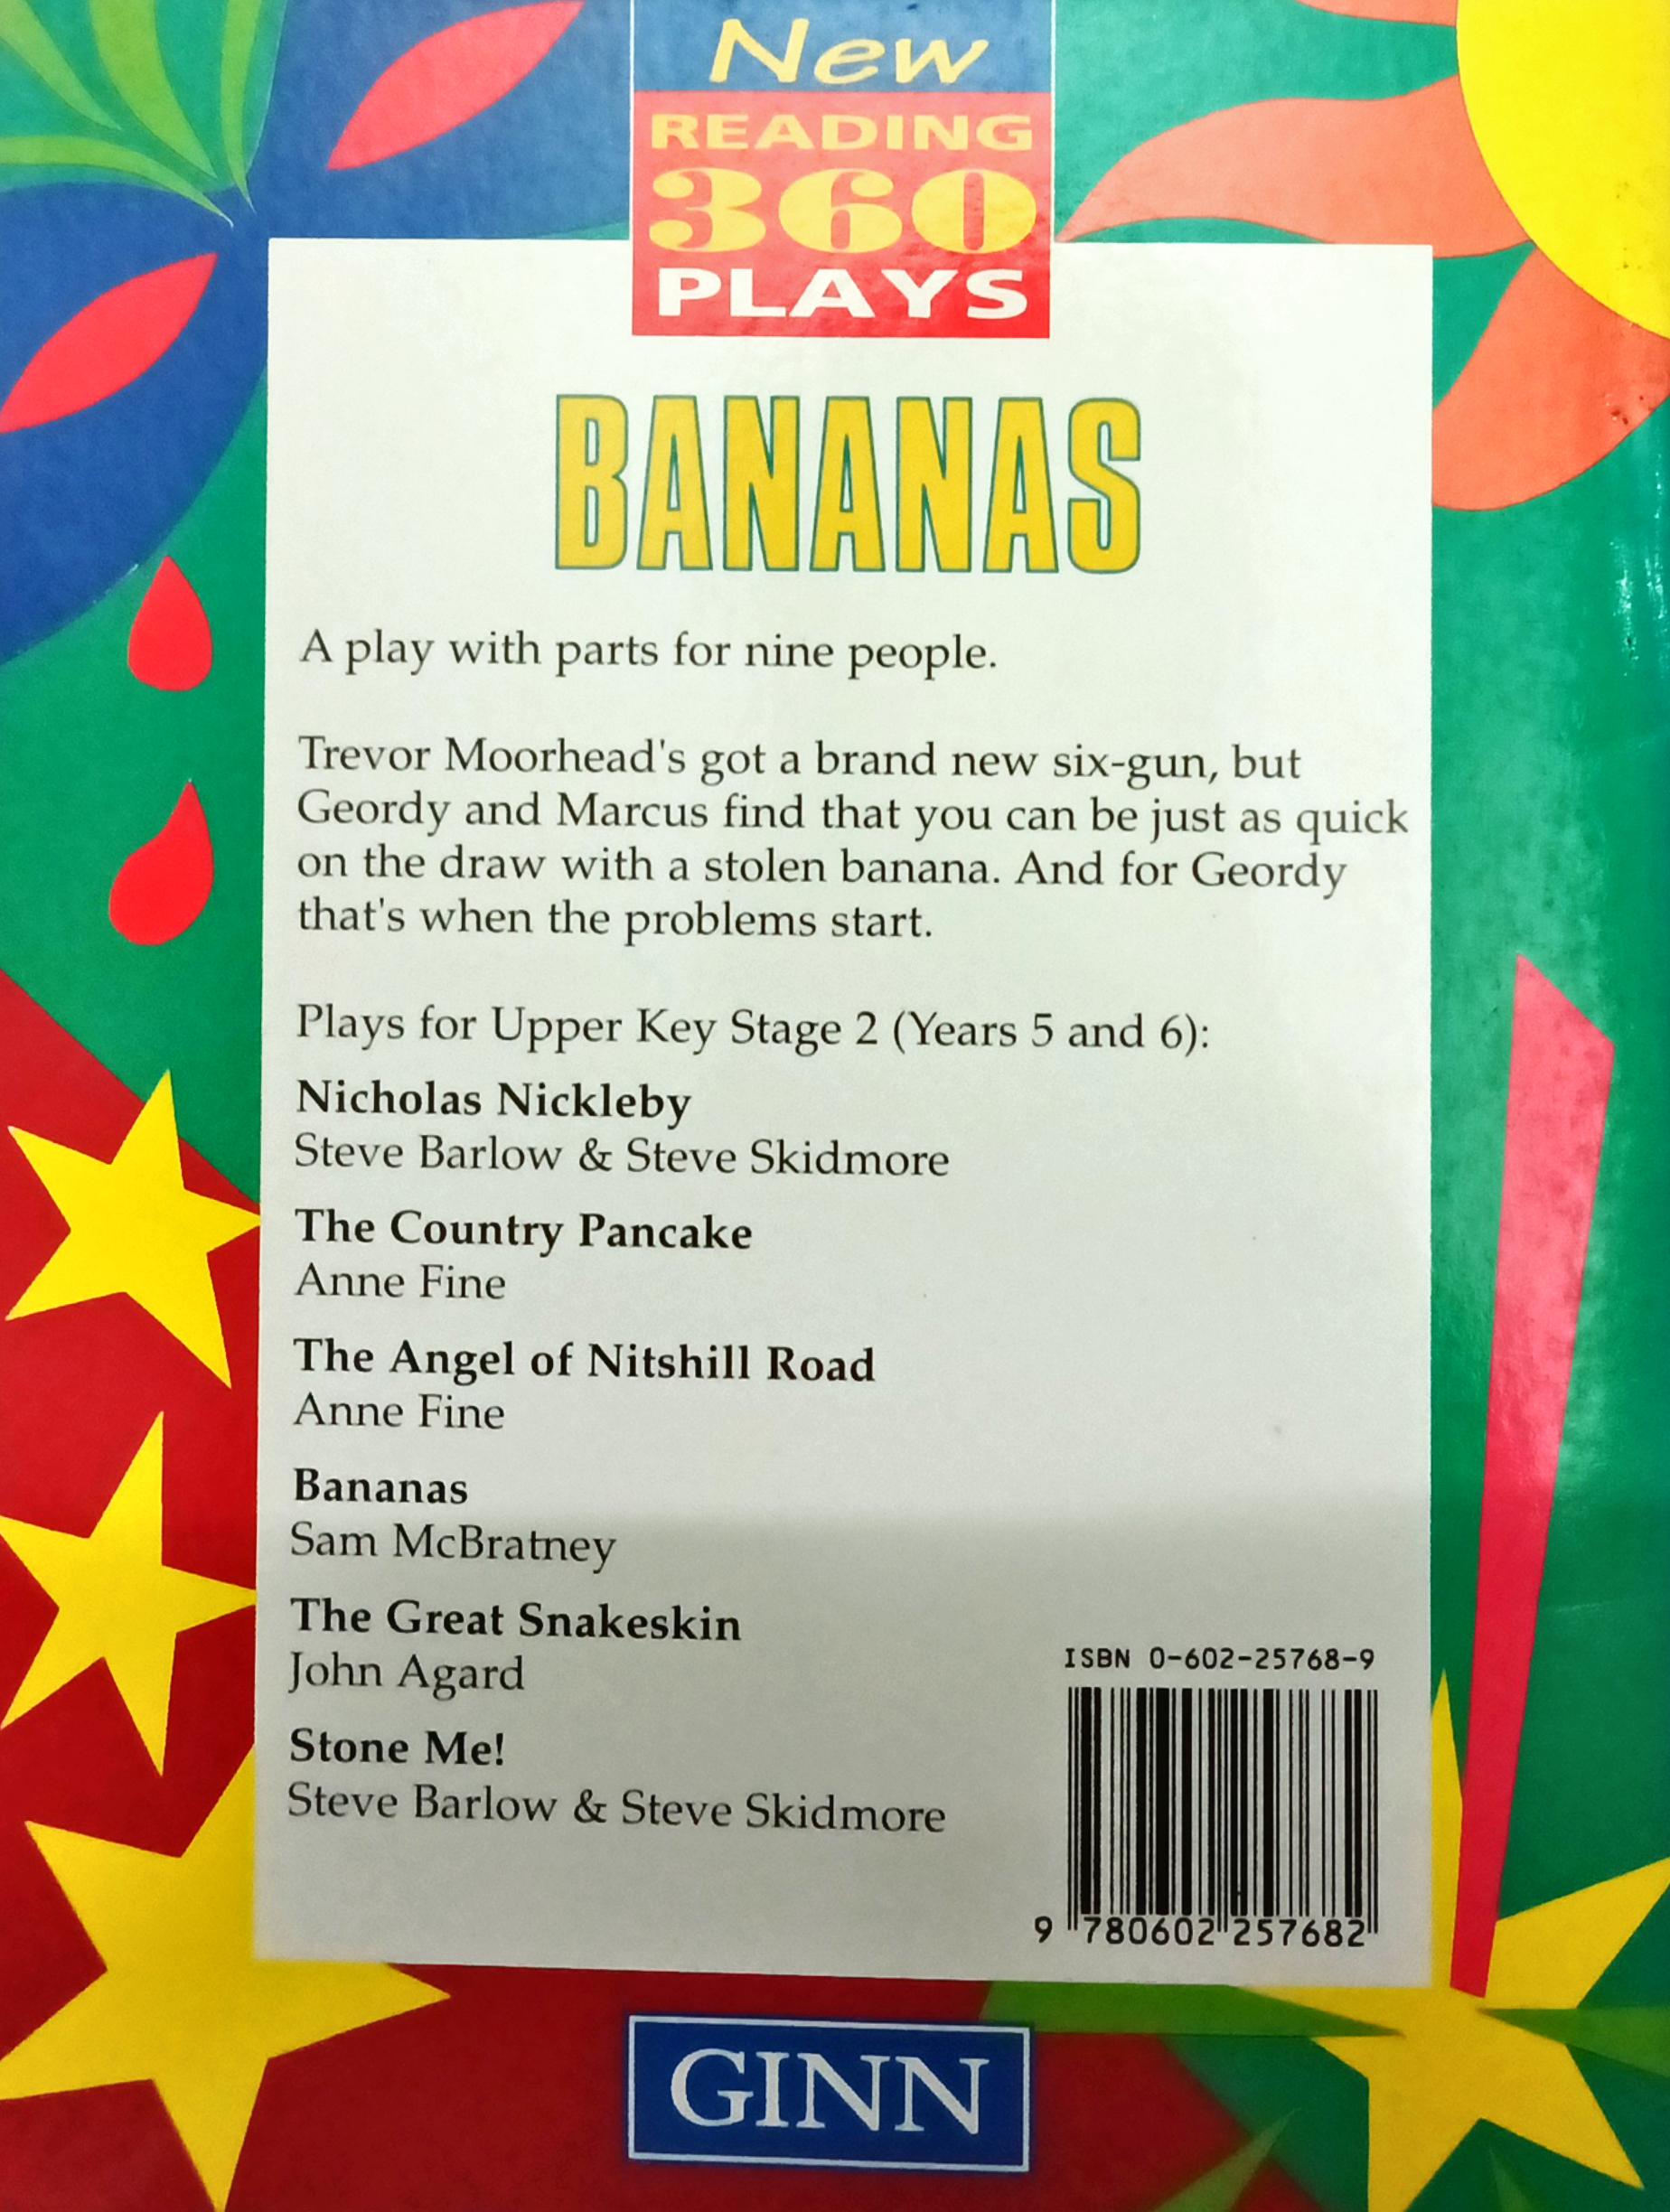 New
READING
360
PLAYS
BANANAS
A play with parts for nine people.
Trevor Moorhead's got a brand new six-gun, but
Geordy and Marcus find that you can be just as quick
on the draw with a stolen banana. And for Geordy
that's when the problems start.
Plays for Upper Key Stage 2 (Years 5 and 6):
Nicholas Nickleby
Steve Barlow & Steve Skidmore
The Country Pancake
Anne Fine
The Angel of Nitshill Road
Anne Fine
Bananas
Sam McBratney
The Great Snakeskin
John Agard
Stone Me!
Steve Barlow & Steve Skidmore
ISBN 0-602-25768-9
9 780602 257682
GINN